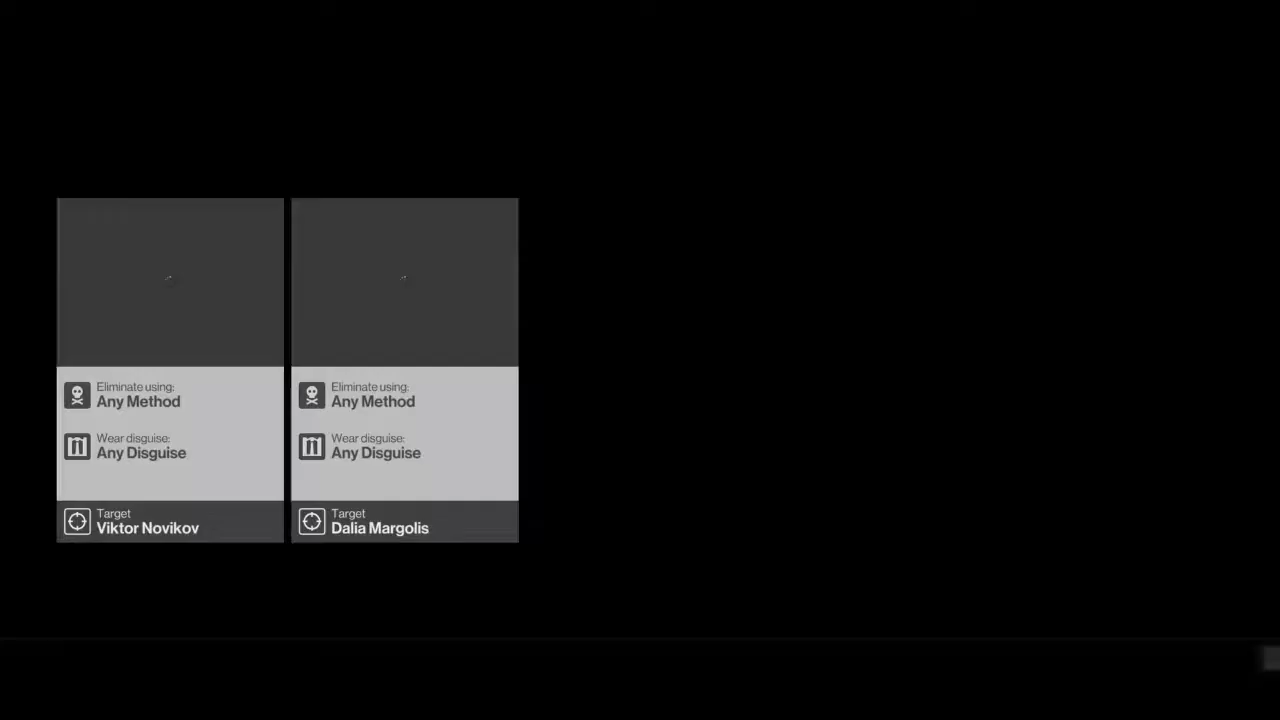 Eliminate using:
Any Method
Wear disguise:
Any Disguise
Target
Viktor Novikov
Eliminate using:
Any Method
Wear disguise:
Any Disguise
Target
Dalia Margolis